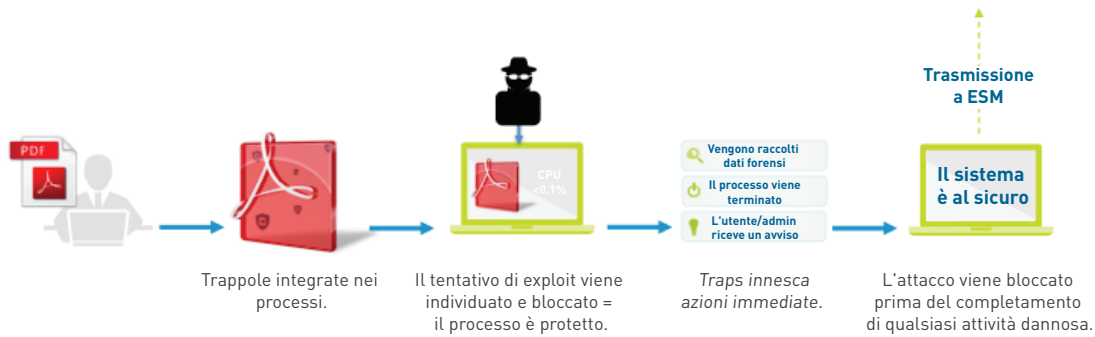 Trasmissione
a ESM
PDF
CPU
<0.1%
Vengono raccolti
dati forensi
Il processo viene
terminato
L'utente/admin
riceve un avviso
Il sistema
è al sicuro
Trappole integrate nei
processi.
Il tentativo di exploit viene
individuato e bloccato =
il processo è protetto.
Traps innesca
azioni immediate.
L'attacco viene bloccato
prima del completamento
di qualsiasi attività dannosa.